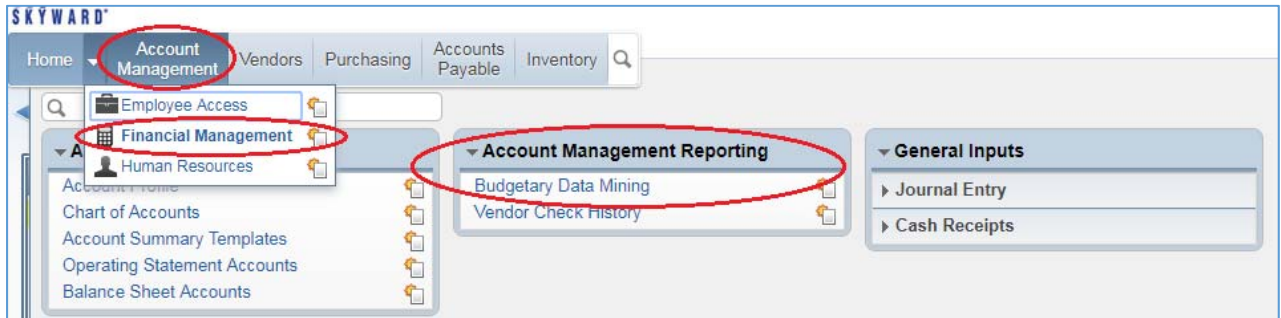 SKYWARD
Home
Account Management
Vendors
Purchasing
Accounts Payable
Inventory
Employee Access
Financial Management
Human Resources
A
Account Profile
Chart of Accounts
Account Summary Templates
Operating Statement Accounts
Balance Sheet Accounts
Account Management Reporting
Budgetary Data Mining
Vendor Check History
General Inputs
Journal Entry
Cash Receipts